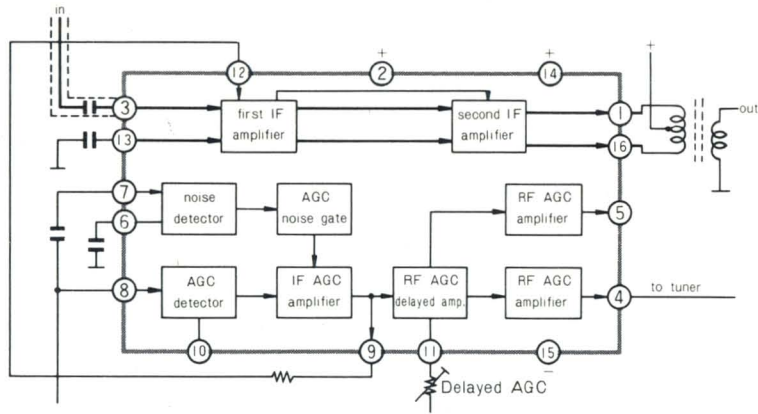 in
+
+
+
12
2
14
3
first IF
amplifier
second IF
amplifier
1
out
13
16
7
noise
detector
AGC
noise gate
RF AGC
amplifier
5
6
8
AGC
detector
IF AGC
amplifier
RF AGC
delayed amp.
RF AGC
amplifier
4
to tuner
10
9
11
15
−
Delayed AGC